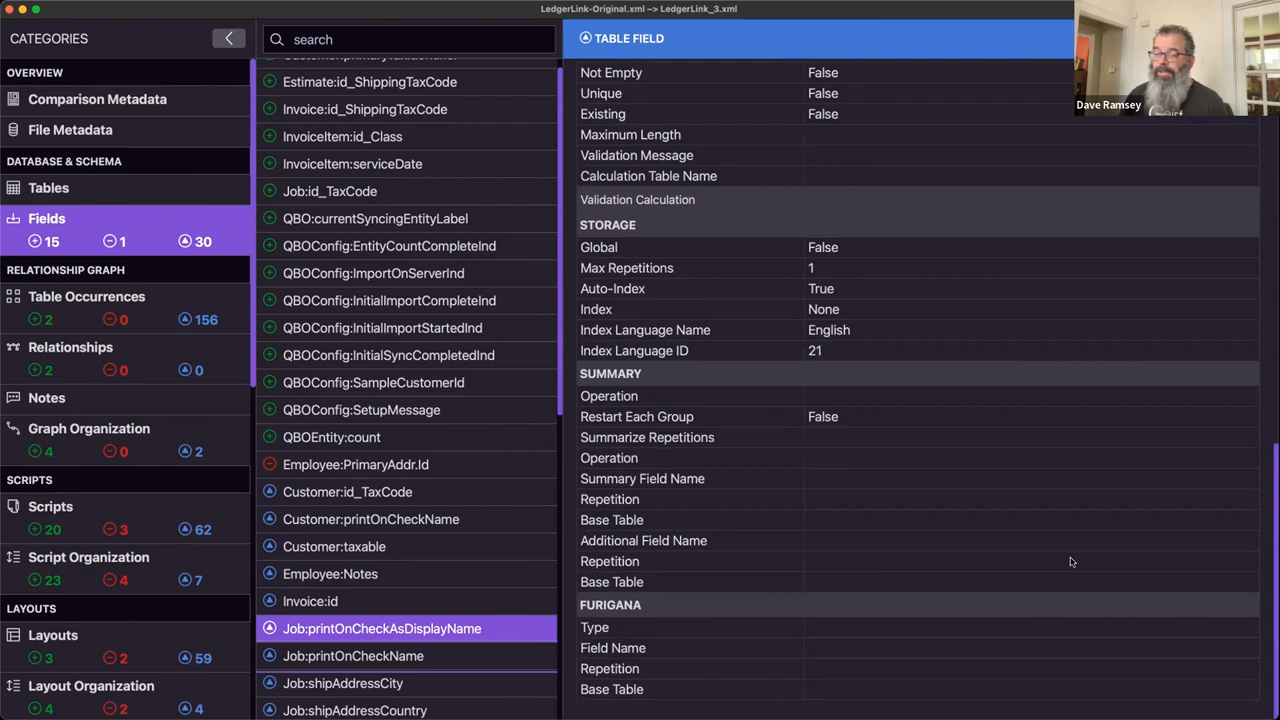 LedgerLink-Original.xml –> LedgerLink_3.xml
CATEGORIES
OVERVIEW
Comparison Metadata
File Metadata
DATABASE & SCHEMA
Tables
Fields
15 1 30
RELATIONSHIP GRAPH
Table Occurrences
2 0 156
Relationships
2 0 0
Notes
Graph Organization
4 0 2
SCRIPTS
Scripts
20 3 62
Script Organization
23 4 7
LAYOUTS
Layouts
3 2 59
Layout Organization
4 2 4
search
Estimate:id_ShippingTaxCode
Invoice:id_ShippingTaxCode
InvoiceItem:id_Class
InvoiceItem:serviceDate
Job:id_TaxCode
QBO:currentSyncingEntityLabel
QBOConfig:EntityCountCompleteInd
QBOConfig:ImportOnServerInd
QBOConfig:InitialImportCompleteInd
QBOConfig:InitialImportStartedInd
QBOConfig:InitialSyncCompletedInd
QBOConfig:SampleCustomerId
QBOConfig:SetupMessage
QBOEntity:count
Employee:PrimaryAddr.Id
Customer:id_TaxCode
Customer:printOnCheckName
Customer:taxable
Employee:Notes
Invoice:id
Job:printOnCheckAsDisplayName
Job:printOnCheckName
Job:shipAddressCity
Job:shipAddressCountry
TABLE FIELD
Not Empty False
Unique False
Existing False
Maximum Length
Validation Message
Calculation Table Name
Validation Calculation
STORAGE
Global False
Max Repetitions 1
Auto-Index True
Index None
Index Language Name English
Index Language ID 21
SUMMARY
Operation
Restart Each Group False
Summarize Repetitions
Operation
Summary Field Name
Repetition
Base Table
Additional Field Name
Repetition
Base Table
FURIGANA
Type
Field Name
Repetition
Base Table
Dave Ramsey